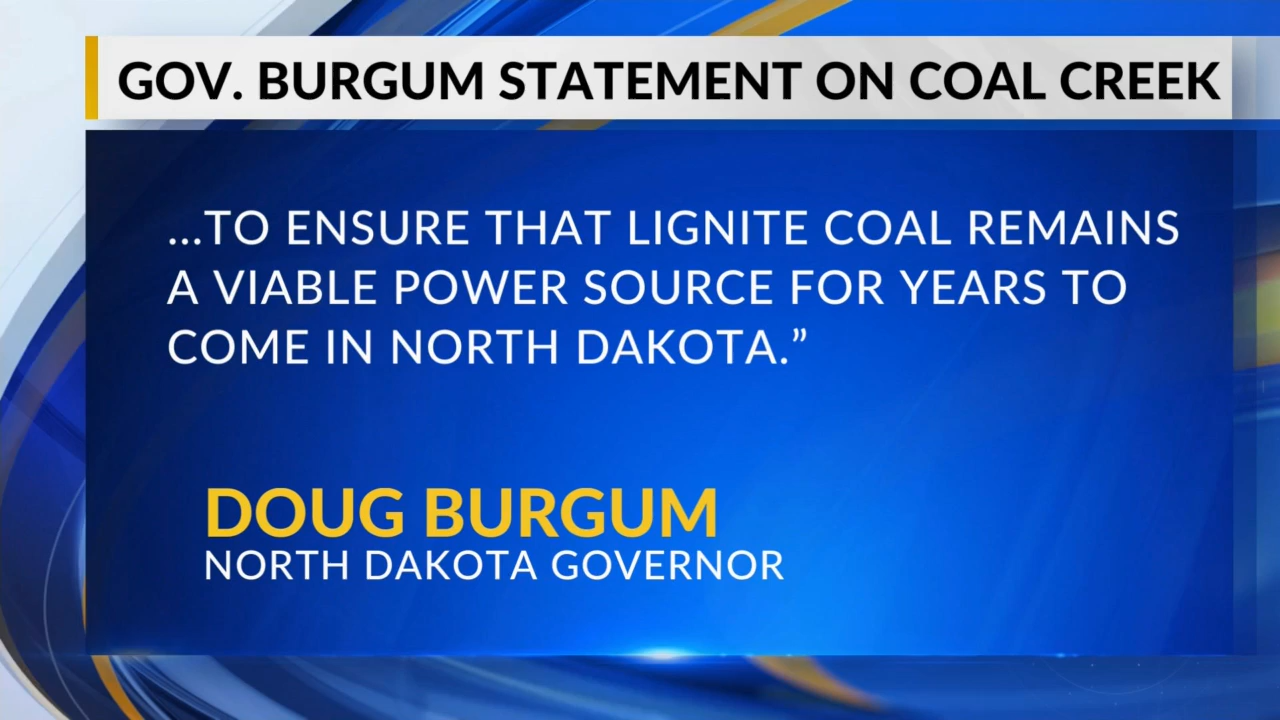 GOV. BURGUM STATEMENT ON COAL CREEK
...TO ENSURE THAT LIGNITE COAL REMAINS
A VIABLE POWER SOURCE FOR YEARS TO
COME IN NORTH DAKOTA.”
DOUG BURGUM
NORTH DAKOTA GOVERNOR